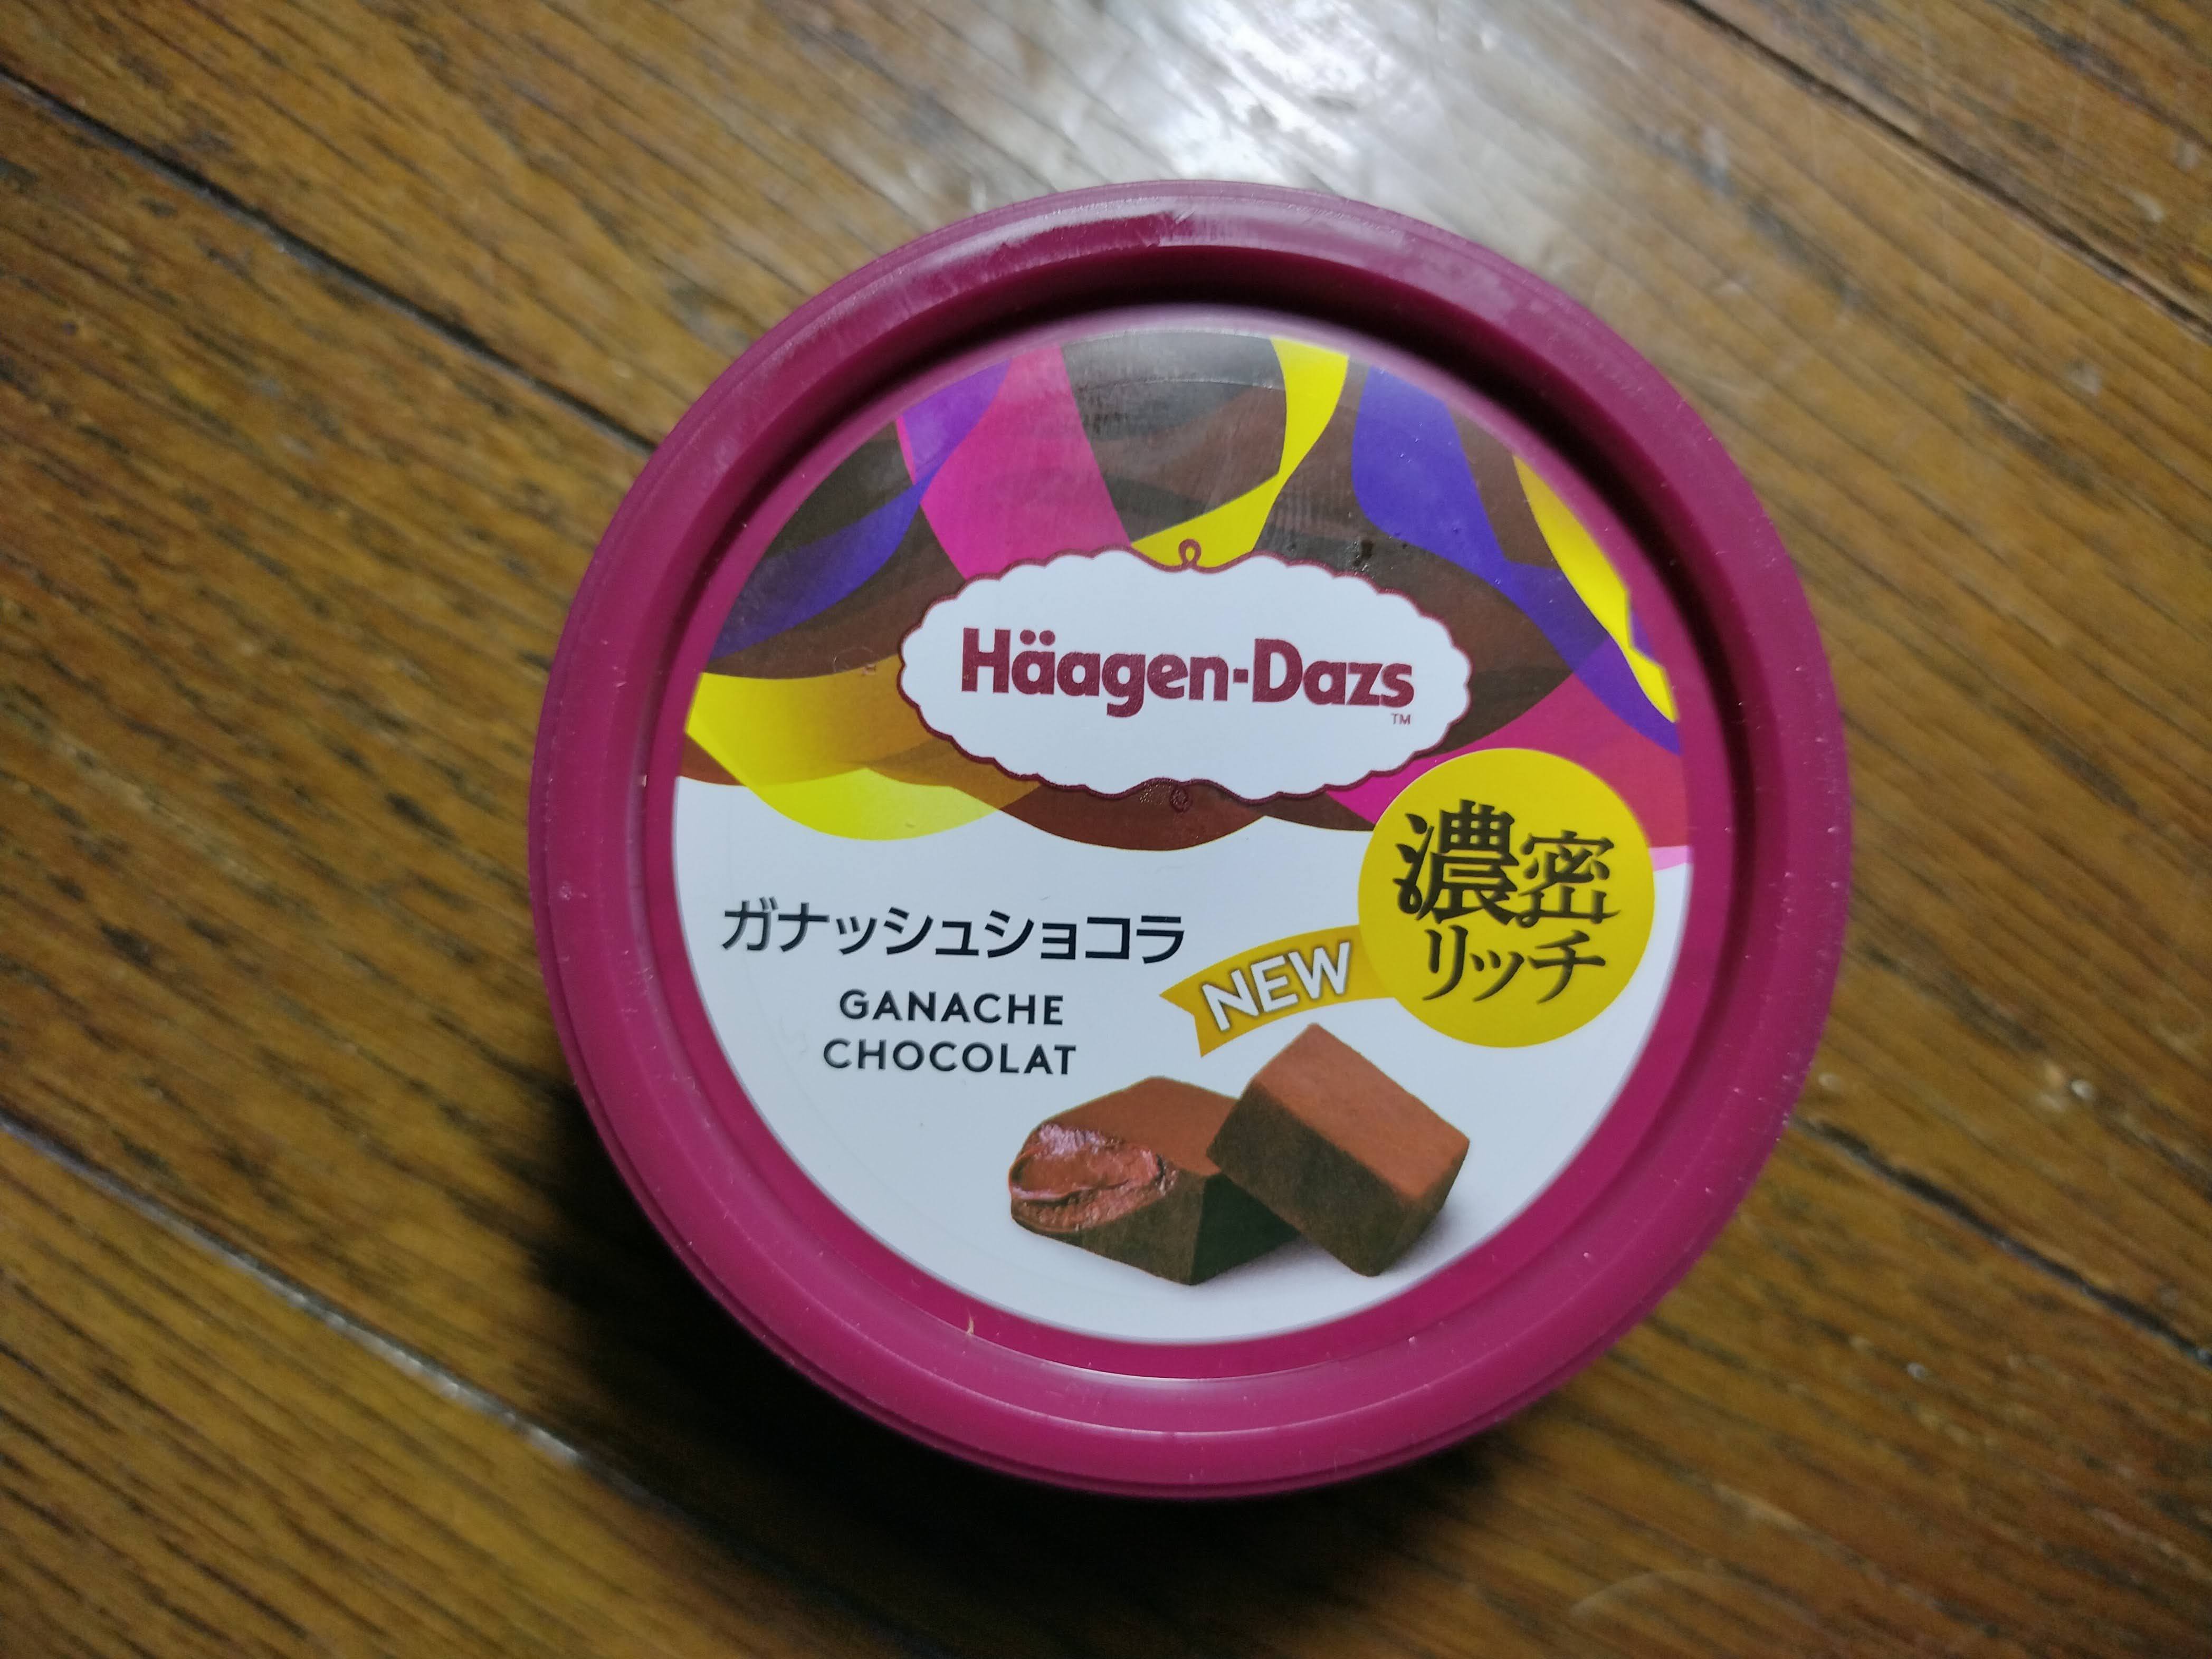 Häagen-Dazs
TM
濃密
リッチ
ガナッシュショコラ
NEW
GANACHE
CHOCOLAT